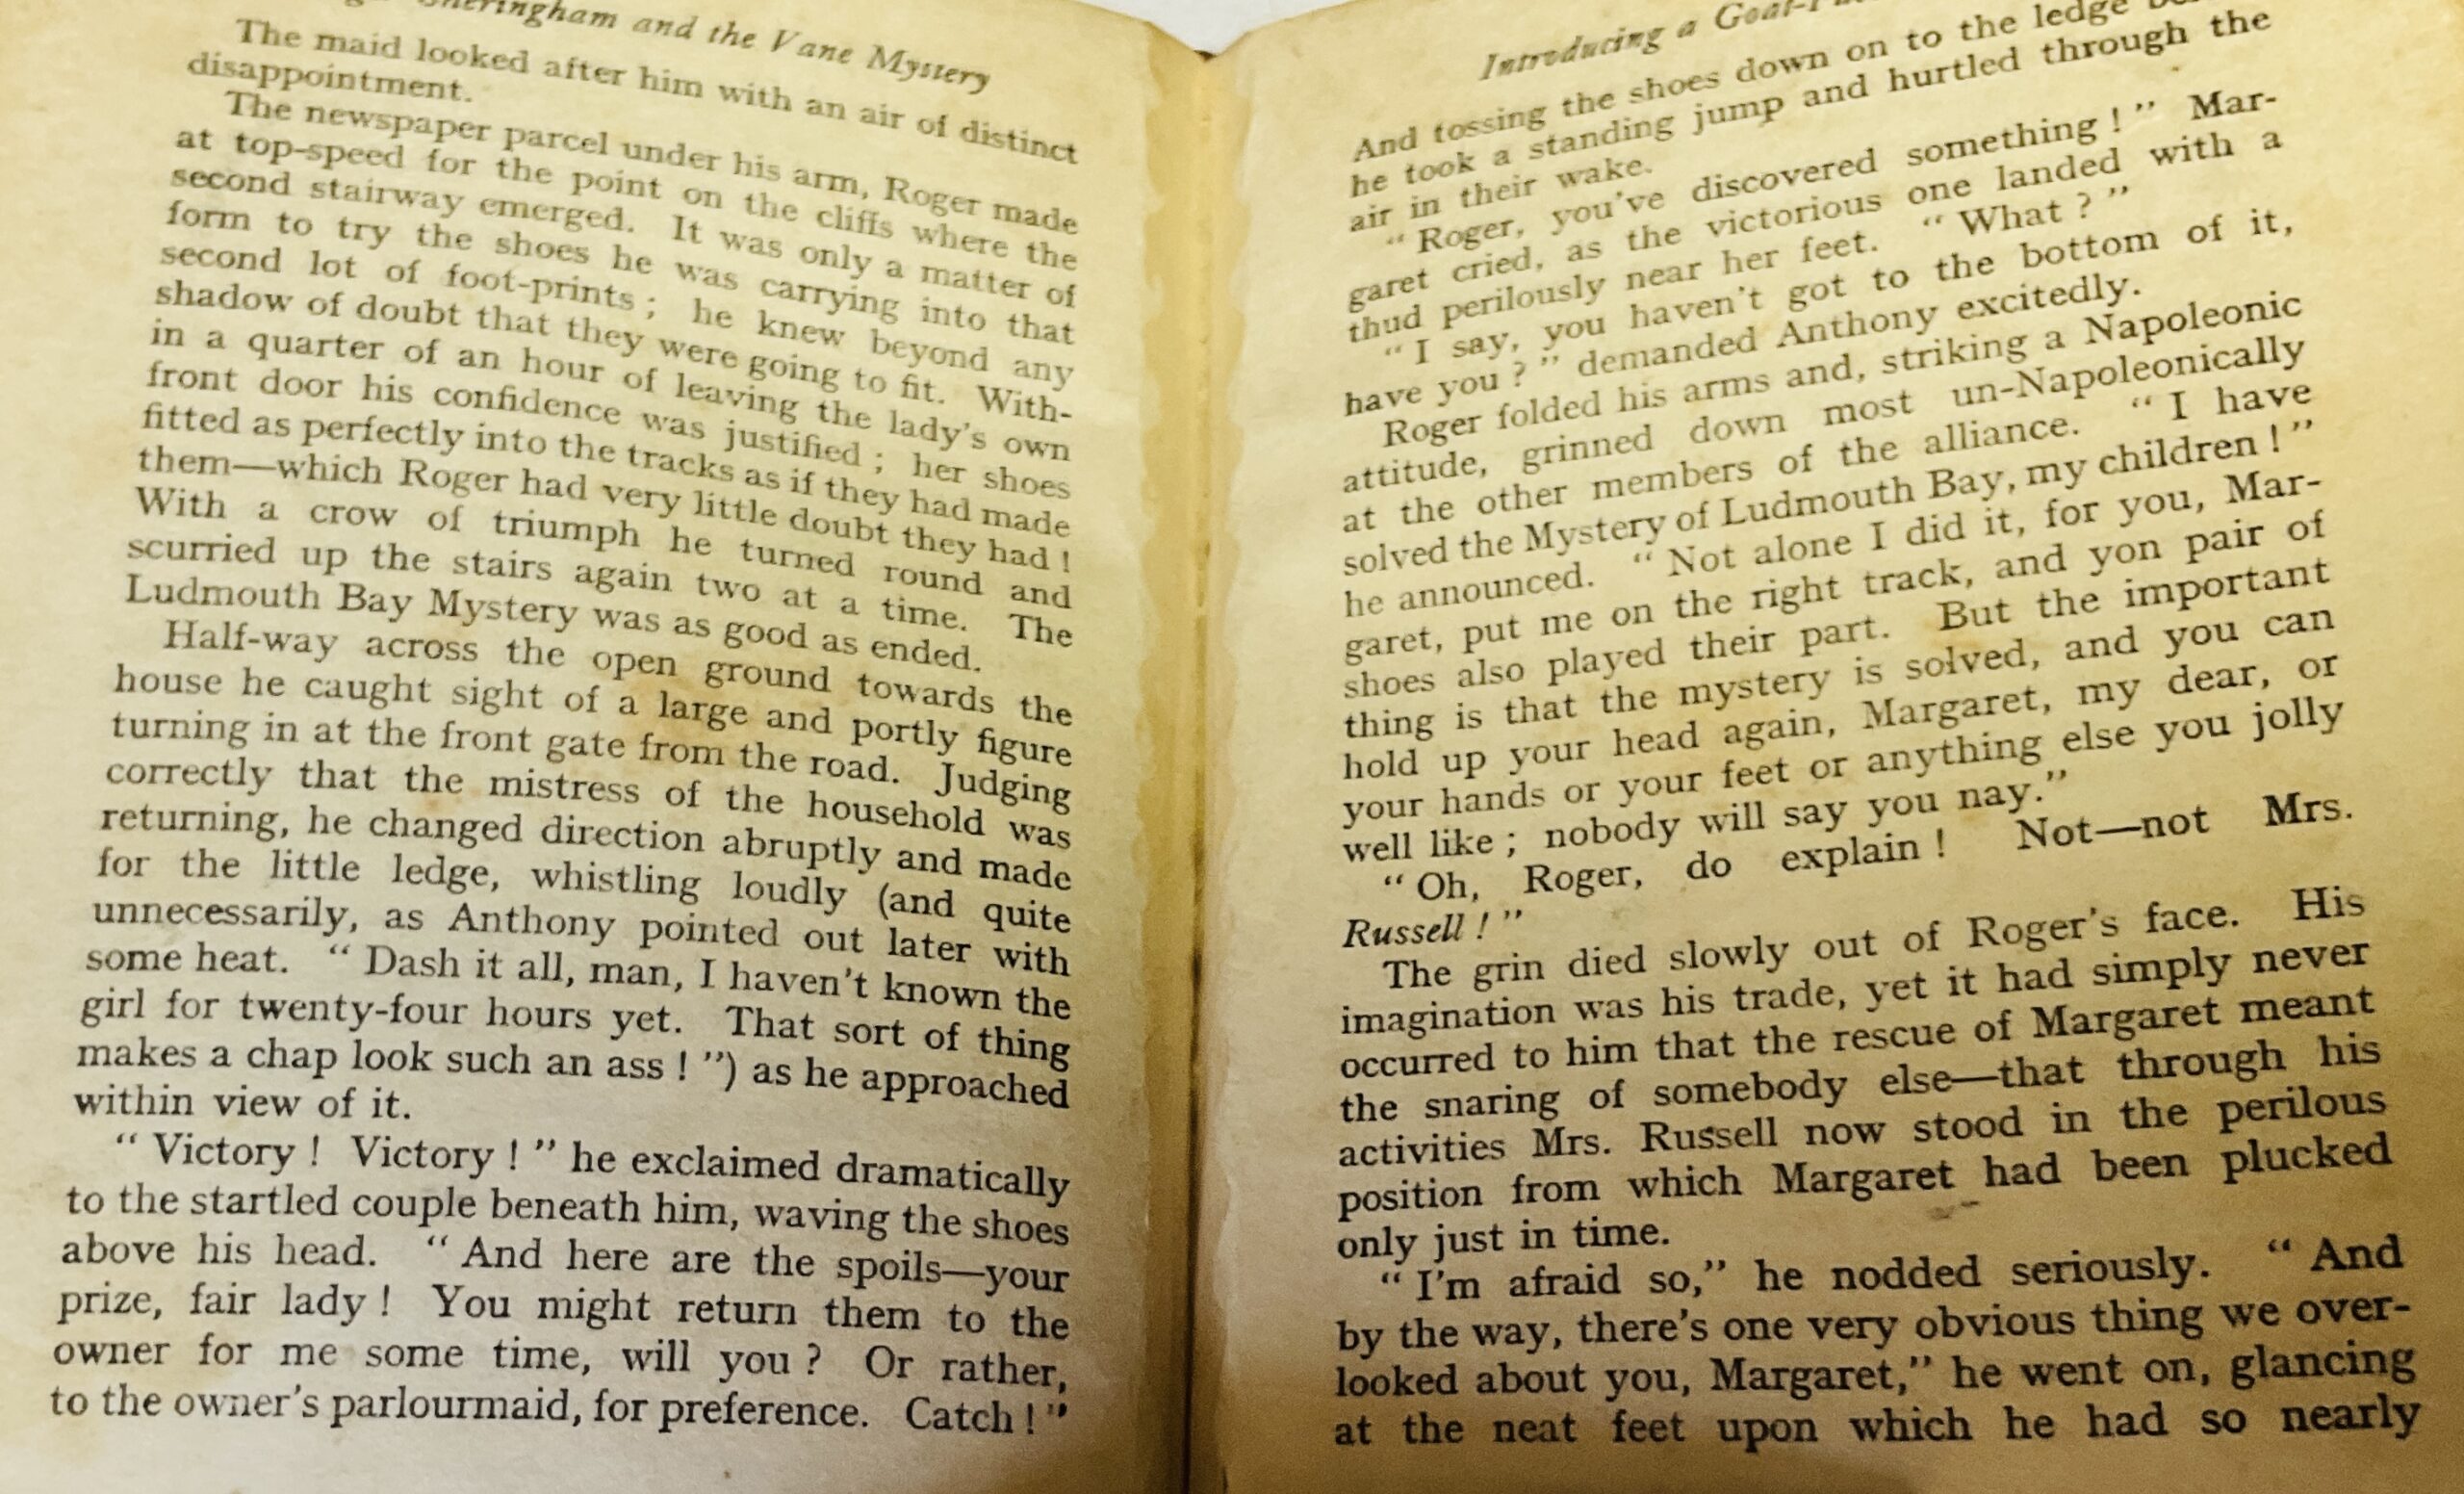 Sheringham and the Vane Mystery
The maid looked after him with an air of distinct
disappointment.
The newspaper parcel under his arm, Roger made
at top-speed for the point on the cliffs where the
second stairway emerged. It was only a matter of
form to try the shoes he was carrying into that
second lot of foot-prints ; he knew beyond any
shadow of doubt that they were going to fit. With-
in a quarter of an hour of leaving the lady's own
front door his confidence was justified ; her shoes
fitted as perfectly into the tracks as if they had made
them—which Roger had very little doubt they had !
With a crow of triumph he turned round and
scurried up the stairs again two at a time. The
Ludmouth Bay Mystery was as good as ended.
Half-way across the open ground towards the
house he caught sight of a large and portly figure
turning in at the front gate from the road. Judging
correctly that the mistress of the household was
returning, he changed direction abruptly and made
for the little ledge, whistling loudly (and quite
unnecessarily, as Anthony pointed out later with
some heat. “ Dash it all, man, I haven't known the
girl for twenty-four hours yet. That sort of thing
makes a chap look such an ass ! ”) as he approached
within view of it.
“ Victory ! Victory ! ” he exclaimed dramatically
to the startled couple beneath him, waving the shoes
above his head. “ And here are the spoils—your
prize, fair lady ! You might return them to the
owner for me some time, will you ? Or rather,
to the owner's parlourmaid, for preference. Catch ! ”
Introducing a
And tossing the shoes down on to the ledge
he took a standing jump and hurtled through the
air in their wake.
“ Roger, you've discovered something ! ” Mar-
garet cried, as the victorious one landed with a
thud perilously near her feet. “ What ? ”
“ I say, you haven't got to the bottom of it,
have you ? ” demanded Anthony excitedly.
Roger folded his arms and, striking a Napoleonic
attitude, grinned down most un-Napoleonically
at the other members of the alliance. “ I have
solved the Mystery of Ludmouth Bay, my children ! ”
he announced. “ Not alone I did it, for you, Mar-
garet, put me on the right track, and yon pair of
shoes also played their part. But the important
thing is that the mystery is solved, and you can
hold up your head again, Margaret, my dear, or
your hands or your feet or anything else you jolly
well like ; nobody will say you nay.”
“ Oh, Roger, do explain ! Not—not Mrs.
Russell ! ”
The grin died slowly out of Roger's face. His
imagination was his trade, yet it had simply never
occurred to him that the rescue of Margaret meant
the snaring of somebody else—that through his
activities Mrs. Russell now stood in the perilous
position from which Margaret had been plucked
only just in time.
“ I'm afraid so,” he nodded seriously. “ And
by the way, there's one very obvious thing we over-
looked about you, Margaret,” he went on, glancing
at the neat feet upon which he had so nearly